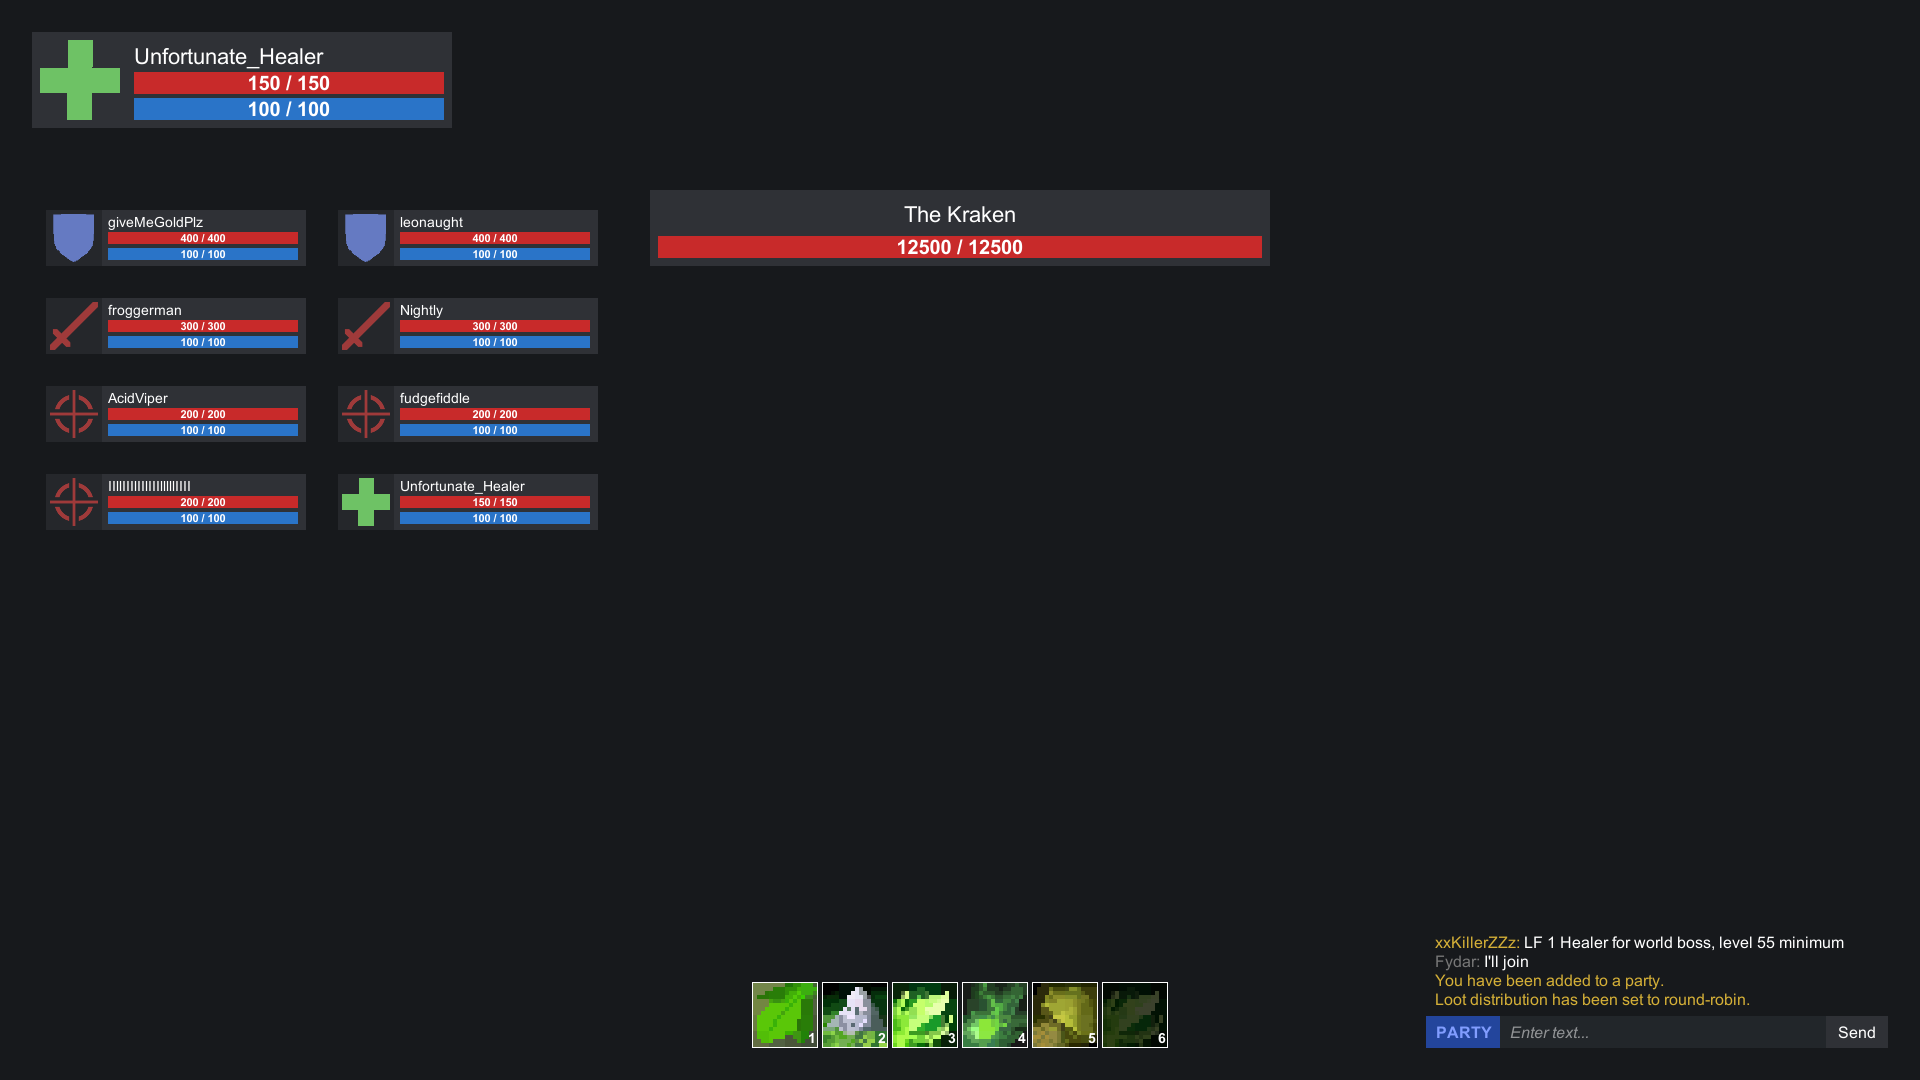 Unfortunate_Healer
150 / 150
100 / 100
giveMeGoldPlz
400 / 400
100 / 100
leonaught
400 / 400
100 / 100
The Kraken
12500 / 12500
froggerman
300 / 300
100 / 100
Nightly
300 / 300
100 / 100
AcidViper
200 / 200
100 / 100
fudgefiddle
200 / 200
100 / 100
200 / 200
100 / 100
Unfortunate_Healer
150 / 150
100 / 100
xxKillerZZz: LF 1 Healer for world boss, level 55 minimum
Fydar: I'll join
You have been added to a party.
Loot distribution has been set to round-robin.
PARTY Enter text... Send
1 2 3 4 5 6